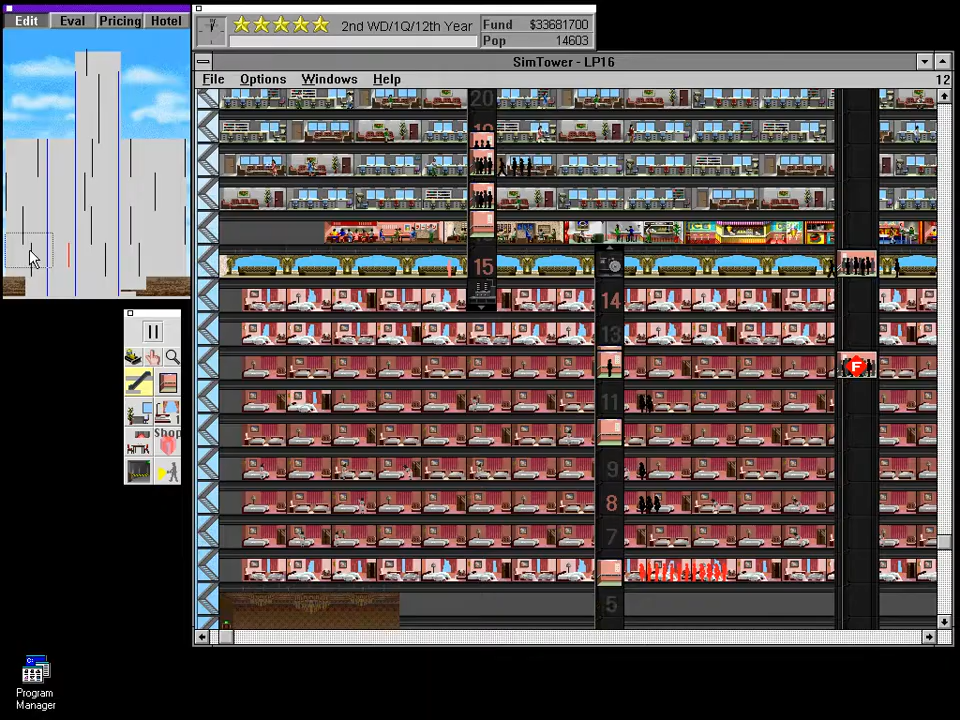 Edit Eval Pricing Hotel
2nd WD/1Q/12th Year
Fund $33681700
Pop 14603
SimTower - LP16
File Options Windows Help
12
20
15
14
13
11
9
8
7
5
F
ICE
Shop
Program
Manager